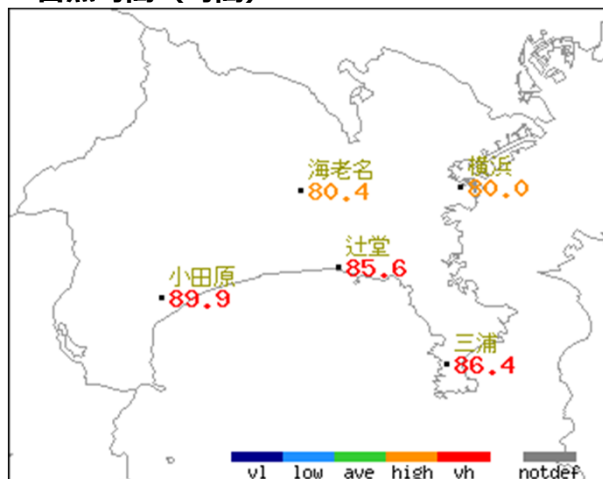 海老名
80.4
横浜
80.0
辻堂
85.6
小田原
89.9
三浦
86.4
vl low ave high vh notdef